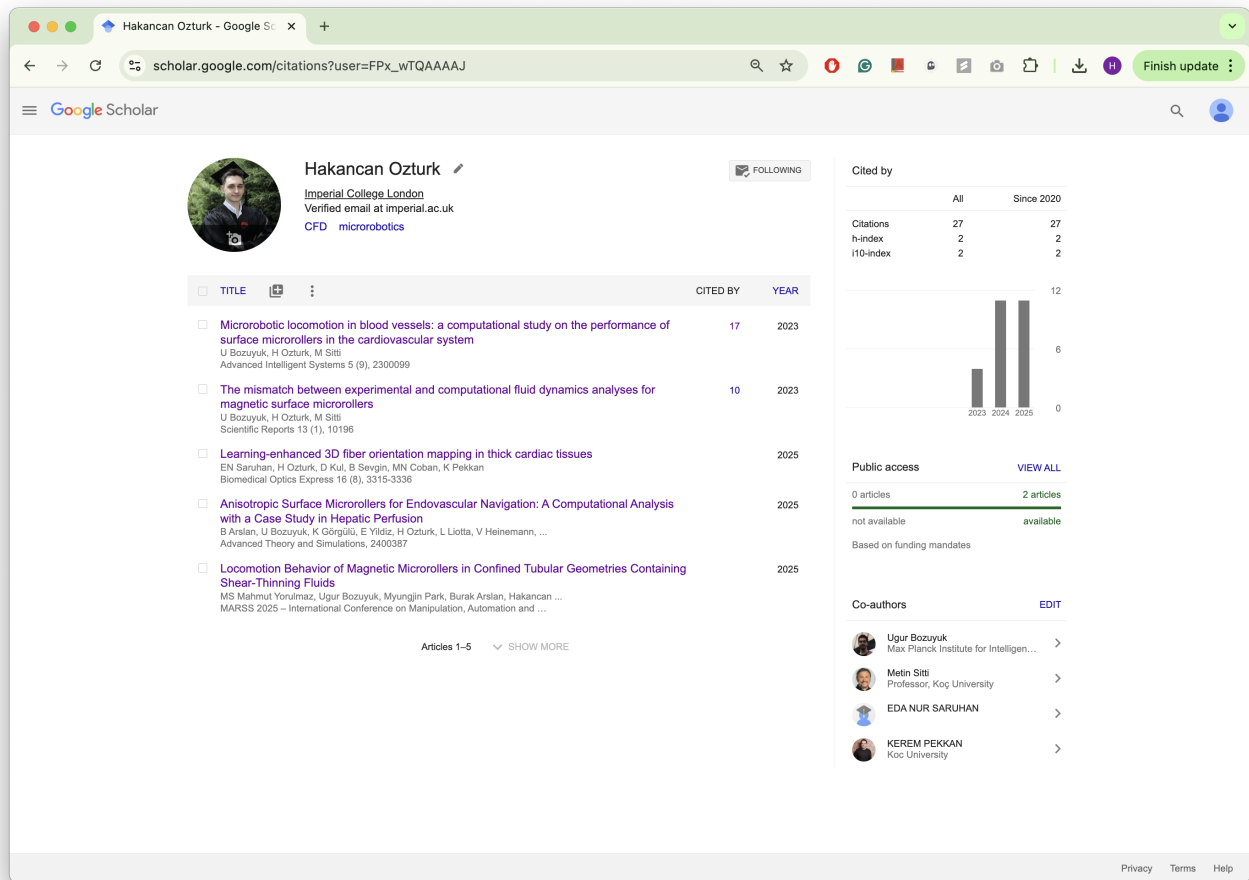 Hakancan Ozturk - Google Sc
scholar.google.com/citations?user=FPx_wTQAAAAJ
H
Finish update
Google Scholar
Hakancan Ozturk
Imperial College London
Verified email at imperial.ac.uk
CFD microrobotics
FOLLOWING
TITLE CITED BY YEAR
Microrobotic locomotion in blood vessels: a computational study on the performance of 17 2023
surface microrollers in the cardiovascular system
U Bozuyuk, H Ozturk, M Sitti
Advanced Intelligent Systems 5 (9), 2300099
The mismatch between experimental and computational fluid dynamics analyses for 10 2023
magnetic surface microrollers
U Bozuyuk, H Ozturk, M Sitti
Scientific Reports 13 (1), 10196
Learning-enhanced 3D fiber orientation mapping in thick cardiac tissues 2025
EN Saruhan, H Ozturk, D Kul, B Sevgin, MN Coban, K Pekkan
Biomedical Optics Express 16 (8), 3315-3336
Anisotropic Surface Microrollers for Endovascular Navigation: A Computational Analysis 2025
with a Case Study in Hepatic Perfusion
B Arslan, U Bozuyuk, K Görgülü, E Yildiz, H Ozturk, L Liotta, V Heinemann, ...
Advanced Theory and Simulations, 2400387
Locomotion Behavior of Magnetic Microrollers in Confined Tubular Geometries Containing 2025
Shear-Thinning Fluids
MS Mahmut Yorulmaz, Ugur Bozuyuk, Myungjin Park, Burak Arslan, Hakancan ...
MARSS 2025 – International Conference on Manipulation, Automation and …
Articles 1–5 SHOW MORE
Cited by
All Since 2020
Citations 27 27
h-index 2 2
i10-index 2 2
12
6
0
2023 2024 2025
Public access VIEW ALL
0 articles 2 articles
not available available
Based on funding mandates
Co-authors EDIT
Ugur Bozuyuk
Max Planck Institute for Intelligen…
Metin Sitti
Professor, Koç University
EDA NUR SARUHAN
KEREM PEKKAN
Koc University
Privacy Terms Help